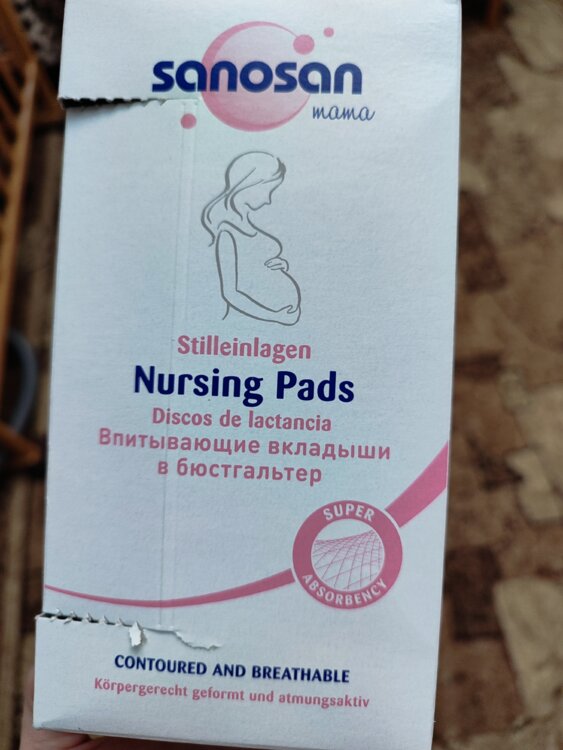 sanosan
mama
Stilleinlagen
Nursing Pads
Discos de lactancia
Впитывающие вкладыши
в бюстгальтер
SUPER
ABSORBENCY
CONTOURED AND BREATHABLE
Körpergerecht geformt und atmungsaktiv